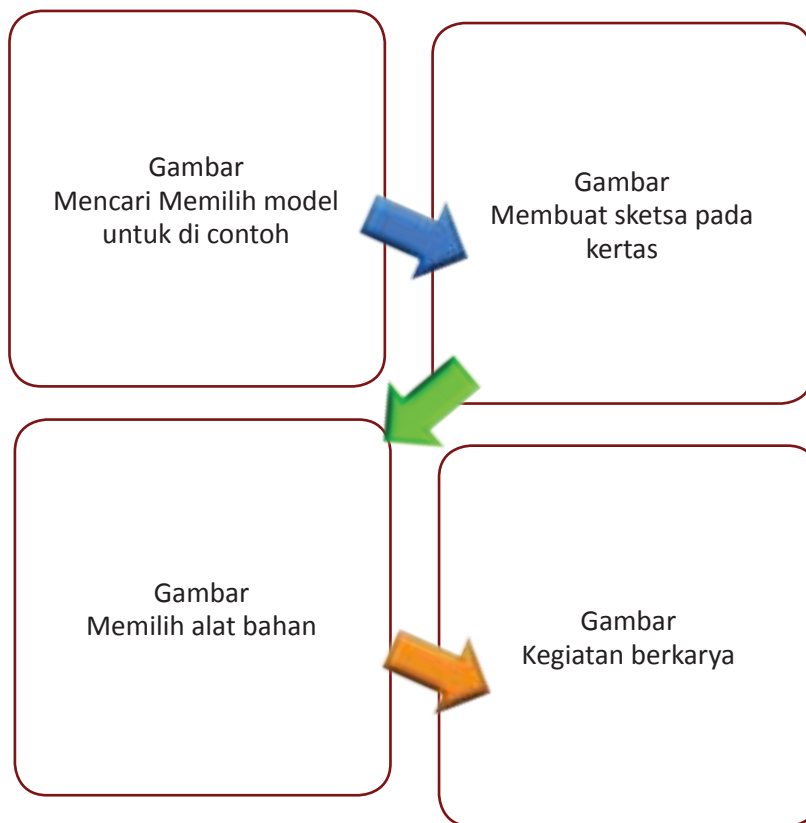 Gambar
Mencari Memilih model
untuk di contoh
Gambar
Membuat sketsa pada
kertas
Gambar
Memilih alat bahan
Gambar
Kegiatan berkarya